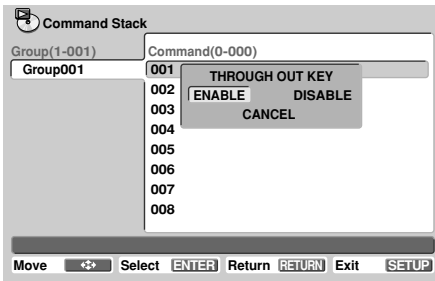 Command Stack
Group(1-001) Command(0-000)
Group001
001
THROUGH OUT KEY
002
ENABLE DISABLE
003
CANCEL
004
005
006
007
008
Move Select ENTER Return RETURN Exit SETUP